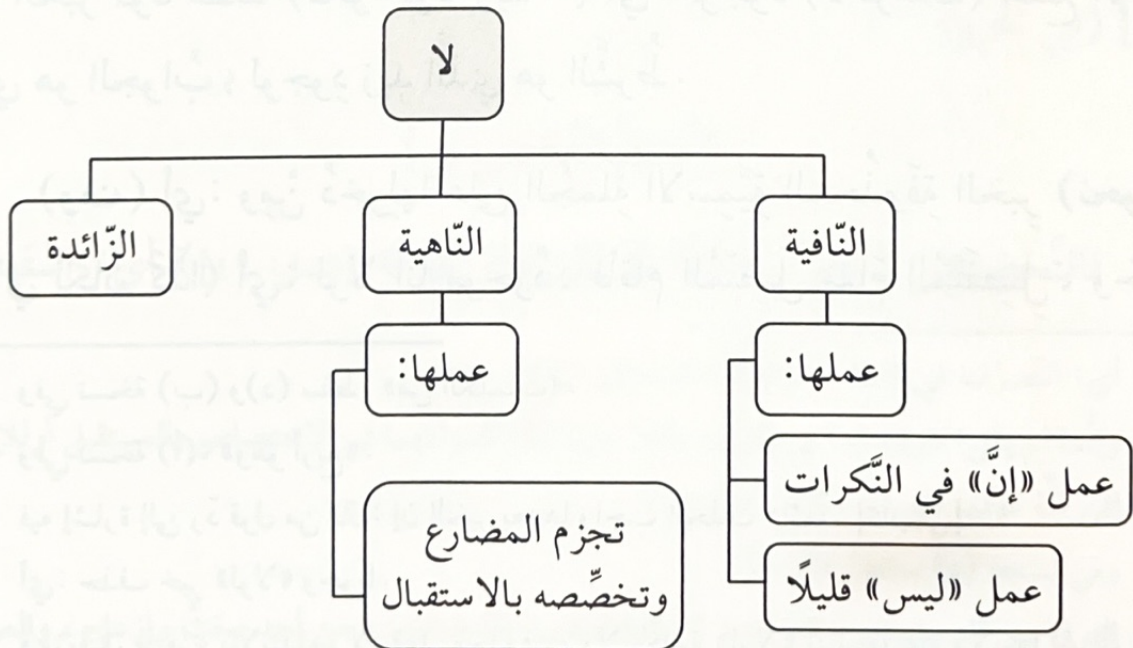 لا
النّافية
النّاهية
الزّائدة
عملها:
عملها:
عمل «إنَّ» في النَّكرات
عمل «ليس» قليلًا
تجزم المضارع
وتخصِّصه بالاستقبال